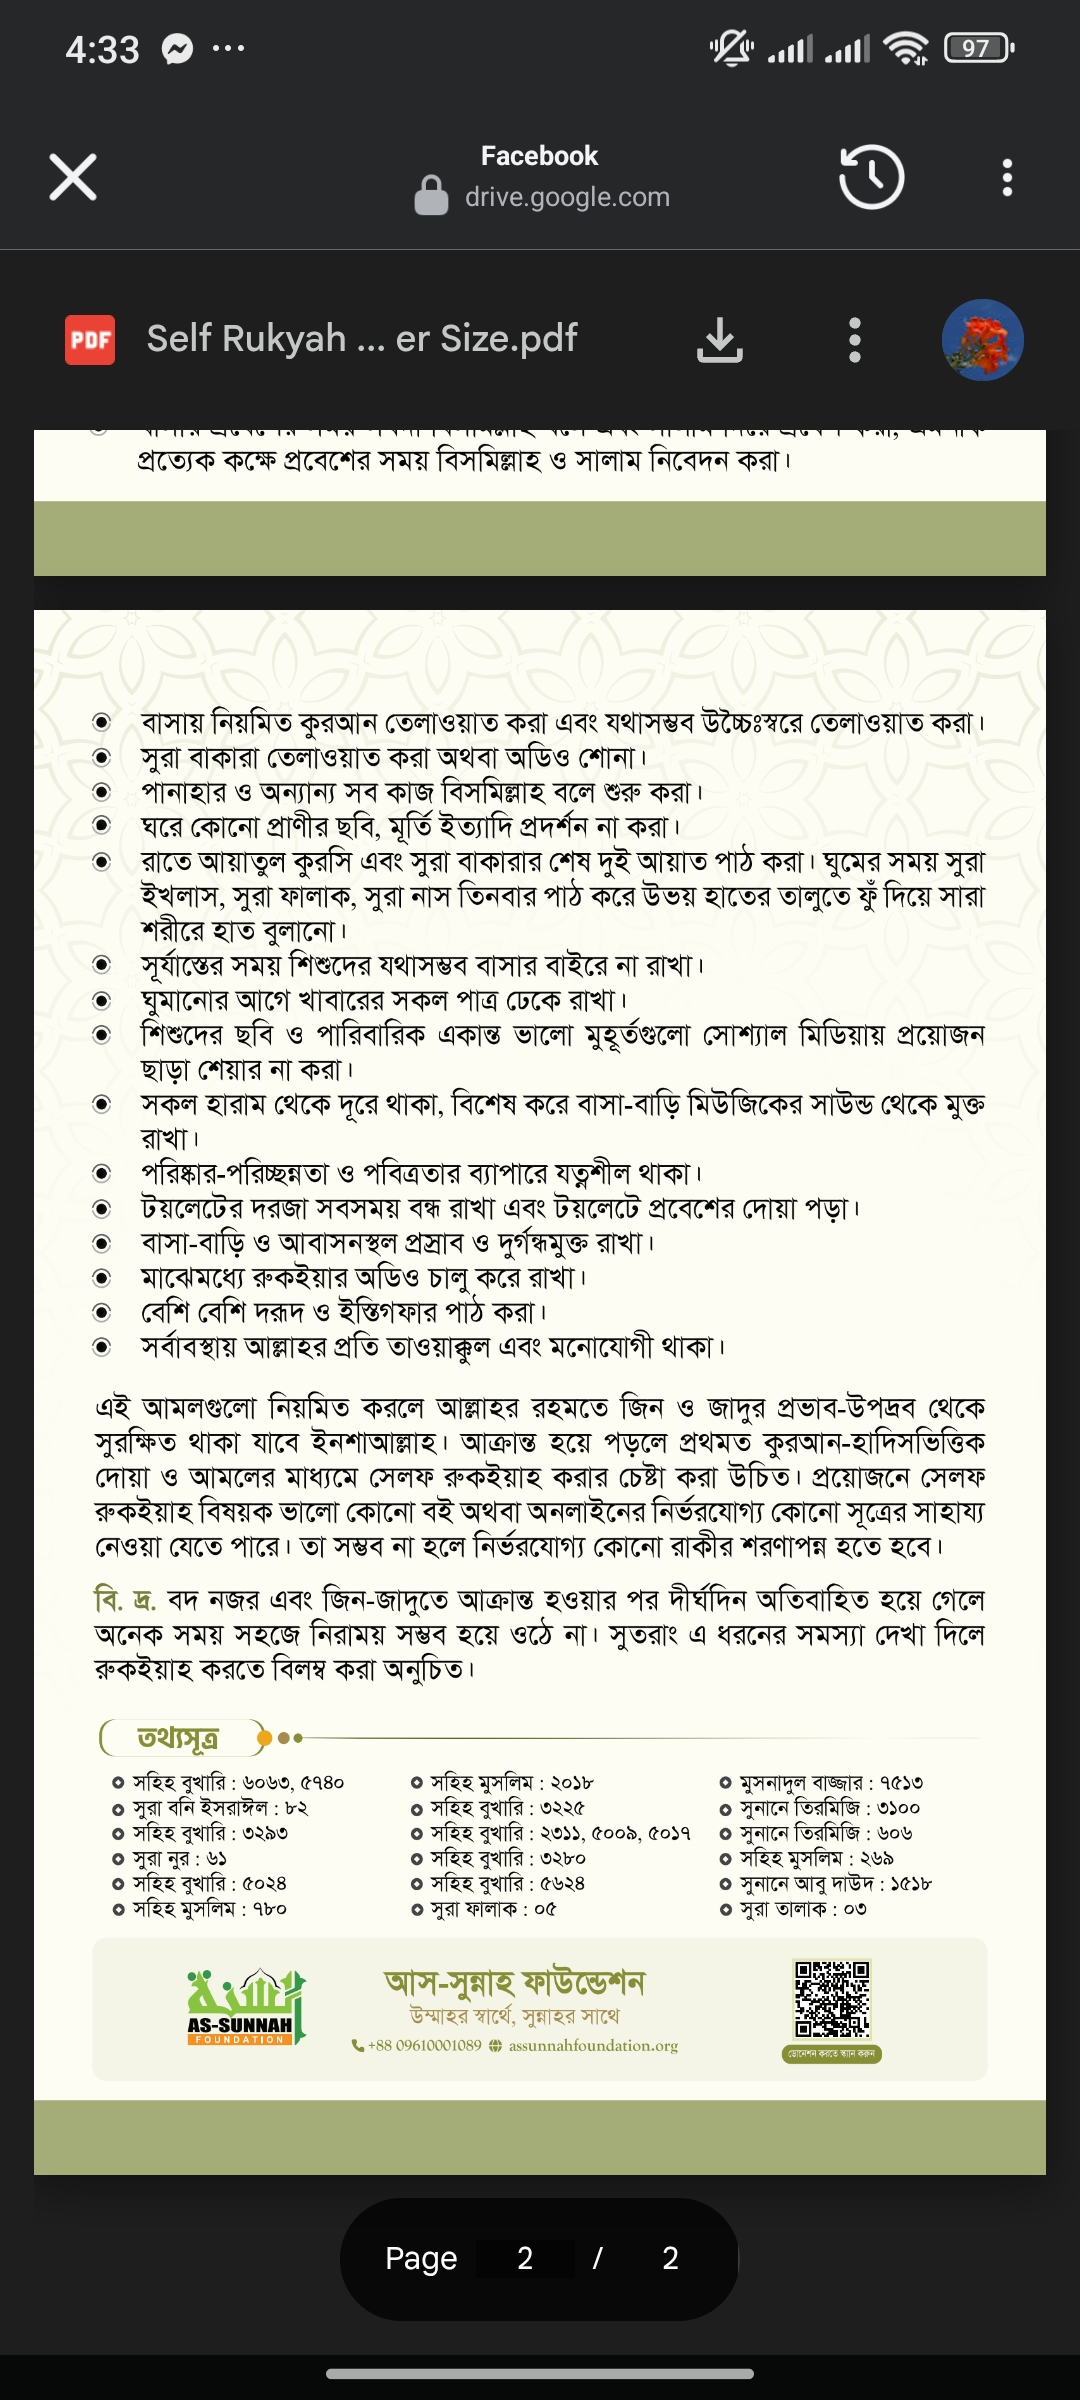 4:33 ...
97
Facebook
drive.google.com
PDF Self Rukyah ... er Size.pdf
প্রত্যেক কক্ষে প্রবেশের সময় বিসমিল্লাহ ও সালাম নিবেদন করা।
বাসায় নিয়মিত কুরআন তেলাওয়াত করা এবং যথাসম্ভব উচ্চৈঃস্বরে তেলাওয়াত করা।
সুরা বাকারা তেলাওয়াত করা অথবা অডিও শোনা।
পানাহার ও অন্যান্য সব কাজ বিসমিল্লাহ বলে শুরু করা।
ঘরে কোনো প্রাণীর ছবি, মূর্তি ইত্যাদি প্রদর্শন না করা।
রাতে আয়াতুল কুরসি এবং সুরা বাকারার শেষ দুই আয়াত পাঠ করা। ঘুমের সময় সুরা
ইখলাস, সুরা ফালাক, সুরা নাস তিনবার পাঠ করে উভয় হাতের তালুতে ফুঁ দিয়ে সারা
শরীরে হাত বুলানো।
সূর্যাস্তের সময় শিশুদের যথাসম্ভব বাসার বাইরে না রাখা।
ঘুমানোর আগে খাবারের সকল পাত্র ঢেকে রাখা।
শিশুদের ছবি ও পারিবারিক একান্ত ভালো মুহূর্তগুলো সোশ্যাল মিডিয়ায় প্রয়োজন
ছাড়া শেয়ার না করা।
সকল হারাম থেকে দূরে থাকা, বিশেষ করে বাসা-বাড়ি মিউজিকের সাউন্ড থেকে মুক্ত
রাখা।
পরিষ্কার-পরিচ্ছন্নতা ও পবিত্রতার ব্যাপারে যত্নশীল থাকা।
টয়লেটের দরজা সবসময় বন্ধ রাখা এবং টয়লেটে প্রবেশের দোয়া পড়া।
বাসা-বাড়ি ও আবাসনস্থল প্রস্রাব ও দুর্গন্ধমুক্ত রাখা।
মাঝেমধ্যে রুকইয়ার অডিও চালু করে রাখা।
বেশি বেশি দরূদ ও ইস্তিগফার পাঠ করা।
সর্বাবস্থায় আল্লাহর প্রতি তাওয়াক্কুল এবং মনোযোগী থাকা।
এই আমলগুলো নিয়মিত করলে আল্লাহর রহমতে জিন ও জাদুর প্রভাব-উপদ্রব থেকে
সুরক্ষিত থাকা যাবে ইনশাআল্লাহ। আক্রান্ত হয়ে পড়লে প্রথমত কুরআন-হাদিসভিত্তিক
দোয়া ও আমলের মাধ্যমে সেলফ রুকইয়াহ করার চেষ্টা করা উচিত। প্রয়োজনে সেলফ
রুকইয়াহ বিষয়ক ভালো কোনো বই অথবা অনলাইনের নির্ভরযোগ্য কোনো সূত্রের সাহায্য
নেওয়া যেতে পারে। তা সম্ভব না হলে নির্ভরযোগ্য কোনো রাকীর শরণাপন্ন হতে হবে।
বি. দ্র. বদ নজর এবং জিন-জাদুতে আক্রান্ত হওয়ার পর দীর্ঘদিন অতিবাহিত হয়ে গেলে
অনেক সময় সহজে নিরাময় সম্ভব হয়ে ওঠে না। সুতরাং এ ধরনের সমস্যা দেখা দিলে
রুকইয়াহ করতে বিলম্ব করা অনুচিত।
তথ্যসূত্র
সহিহ বুখারি : ৬০৬৩, ৫৭৪০
সুরা বনি ইসরাঈল : ৮২
সহিহ বুখারি : ৩২৯৩
সুরা নুর : ৬১
সহিহ বুখারি : ৫০২৪
সহিহ মুসলিম : ৭৮০
সহিহ মুসলিম : ২০১৮
সহিহ বুখারি : ৩২২৫
সহিহ বুখারি : ২৩১১, ৫০০৯, ৫০১৭
সহিহ বুখারি : ৩২৮০
সহিহ বুখারি : ৫৬২৪
সুরা ফালাক : ০৫
মুসনাদুল বাজ্জার : ৭৫১৩
সুনানে তিরমিজি : ৩১০০
সুনানে তিরমিজি : ৬০৬
সহিহ মুসলিম : ২৬৯
সুনানে আবু দাউদ : ১৫১৮
সুরা তালাক : ০৩
AS-SUNNAH
FOUNDATION
আস-সুন্নাহ ফাউন্ডেশন
উম্মাহর স্বার্থে, সুন্নাহর সাথে
+88 09610001089 assunnahfoundation.org
ডোনেশন করতে স্ক্যান করুন
Page 2 / 2